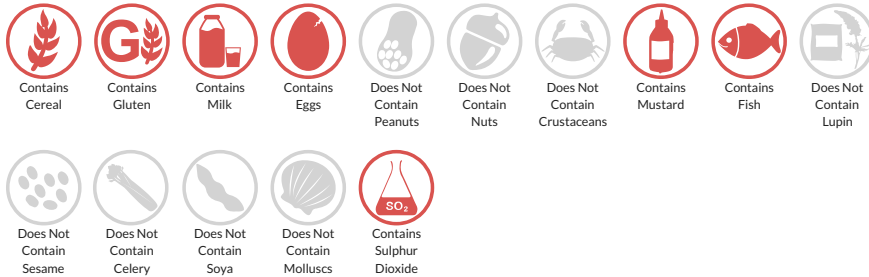 G
Contains Cereal
Contains Gluten
Contains Milk
Contains Eggs
Does Not Contain Peanuts
Does Not Contain Nuts
Does Not Contain Crustaceans
Contains Mustard
Contains Fish
Does Not Contain Lupin
SO₂
Does Not Contain Sesame
Does Not Contain Celery
Does Not Contain Soya
Does Not Contain Molluscs
Contains Sulphur Dioxide